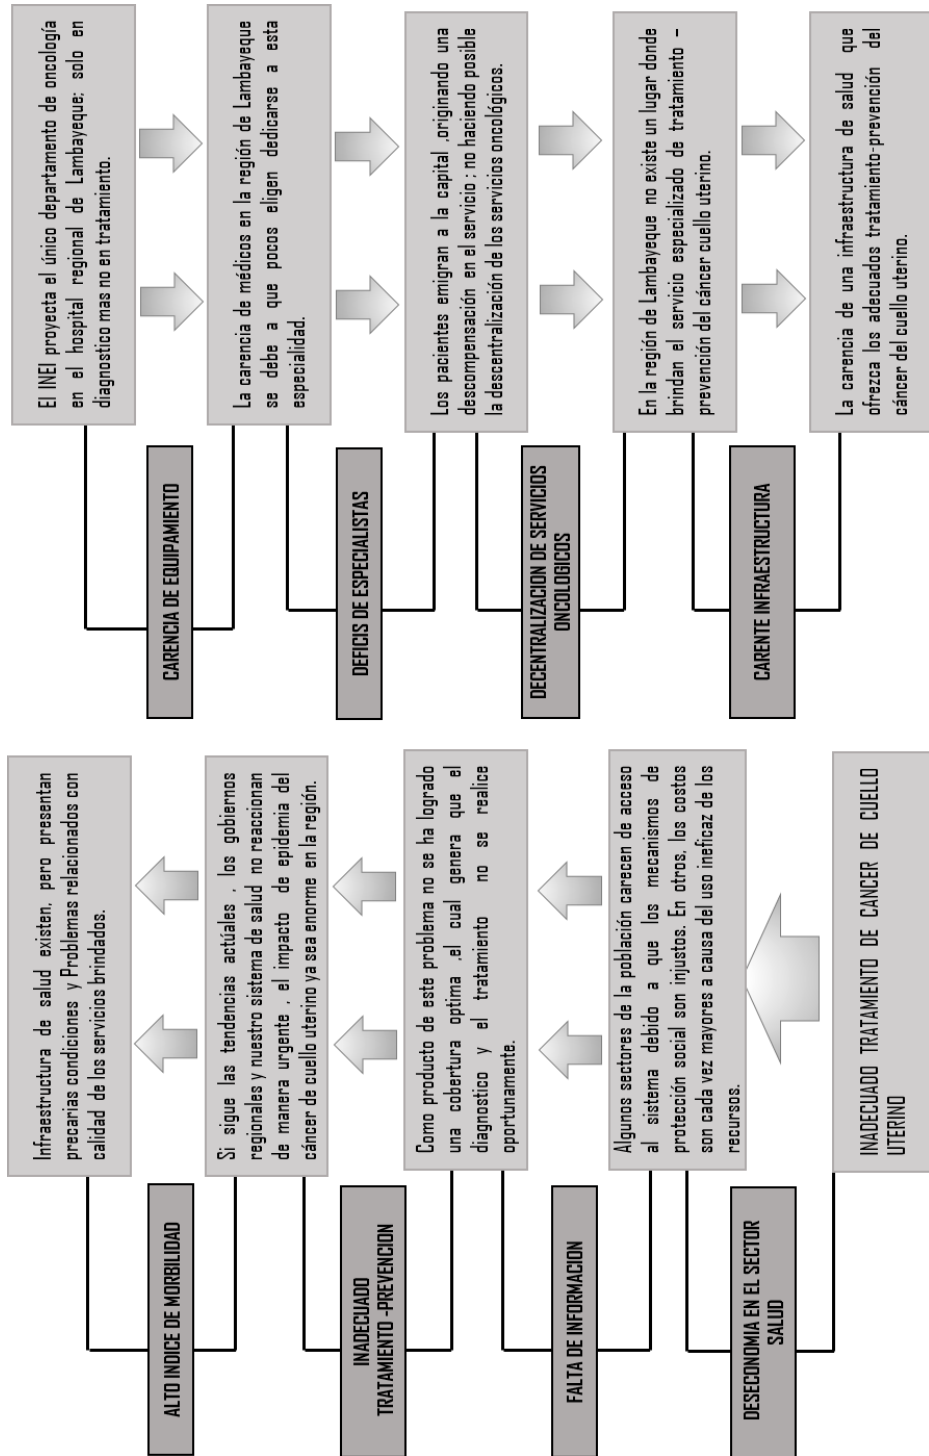 INADECUADO TRATAMIENTO DE CANCER DE CUELLO
UTERINO
DESECONOMIA EN EL SECTOR
SALUD
Algunos sectores de la población carecen de acceso
al sistema debido a que los mecanismos de
protección social son injustos. En otros, los costos
son cada vez mayores a causa del uso ineficaz de los
recursos.
FALTA DE INFORMACION
Como producto de este problema no se ha logrado
una cobertura optima ,el cual genera que el
diagnostico y el tratamiento no se realice
oportunamente.
INADECUADO
TRATAMIENTO -PREVENCION
Si sigue las tendencias actúales , los gobiernos
regionales y nuestro sistema de salud no reaccionan
de manera urgente , el impacto de epidemia del
cáncer de cuello uterino ya sea enorme en la región.
ALTO INDICE DE MORBILIDAD
Infraestructura de salud existen, pero presentan
precarias condiciones y Problemas relacionados con
calidad de los servicios brindados.
El INEI proyecta el único departamento de oncología
en el hospital regional de Lambayeque; solo en
diagnostico mas no en tratamiento.
CARENCIA DE EQUIPAMIENTO
La carencia de médicos en la región de Lambayeque
se debe a que pocos eligen dedicarse a esta
especialidad.
DEFICIS DE ESPECIALISTAS
Los pacientes emigran a la capital ,originando una
descompensación en el servicio ; no haciendo posible
la descentralización de los servicios oncológicos.
DECENTRALIZACION DE SERVICIOS
ONCOLOGICOS
En la región de Lambayeque no existe un lugar donde
brindan el servicio especializado de tratamiento –
prevención del cáncer cuello uterino.
CARENTE INFRAESTRUCTURA
La carencia de una infraestructura de salud que
ofrezca los adecuados tratamiento-prevención del
cáncer del cuello uterino.